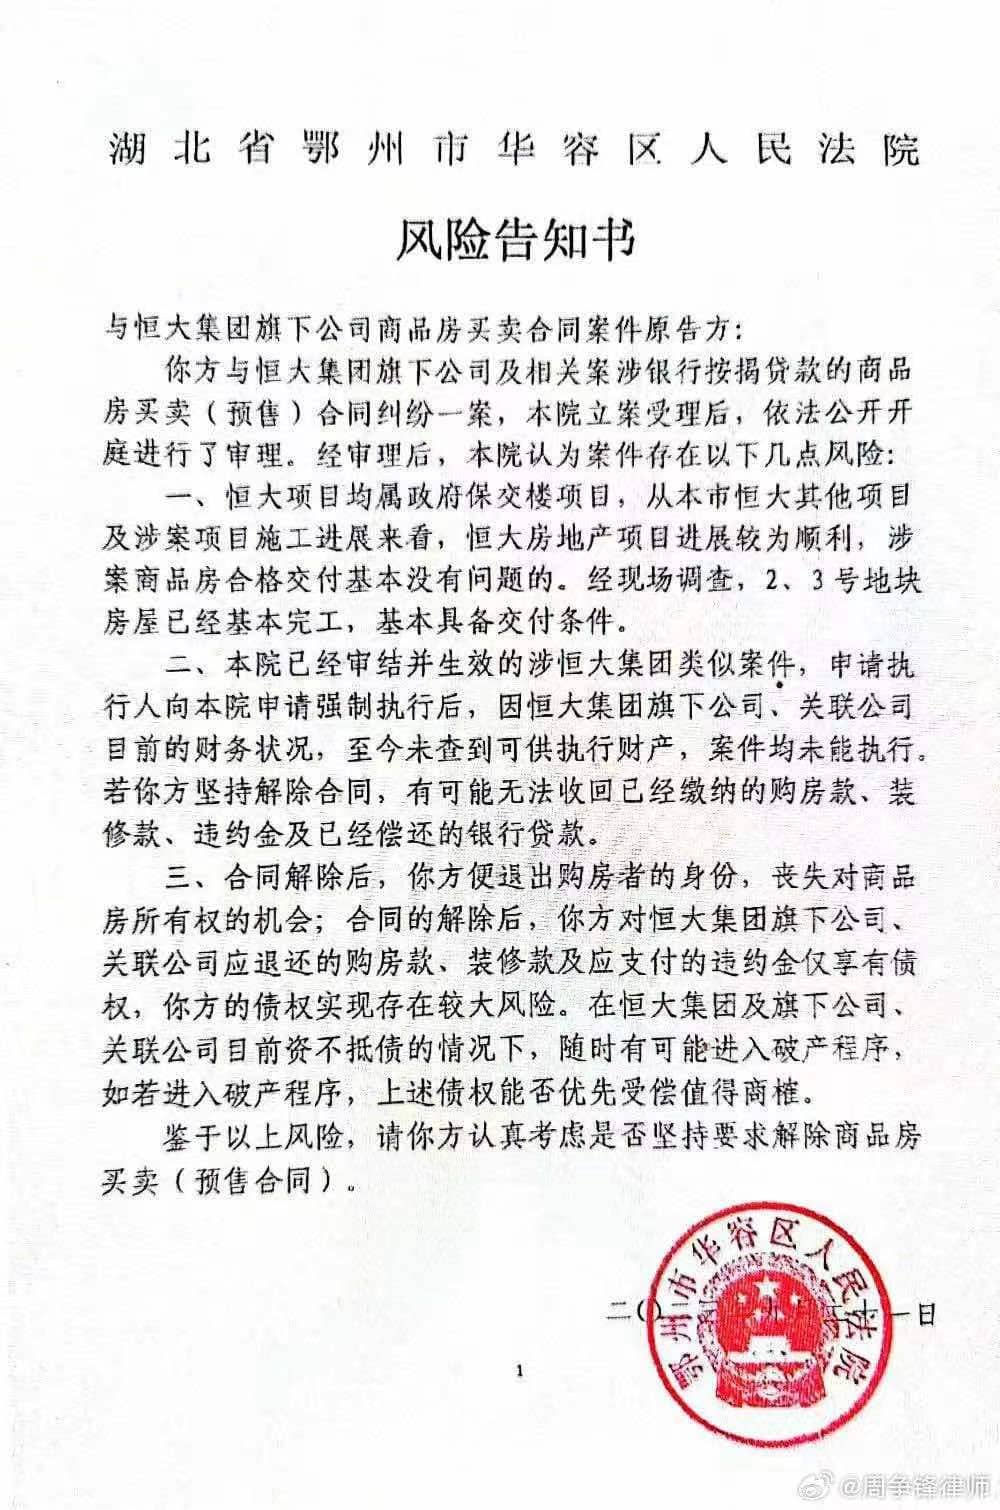 湖北省鄂州市华容区人民法院
风险告知书
与恒大集团旗下公司商品房买卖合同案件原告方：
你方与恒大集团旗下公司及相关案涉银行按揭贷款的商品
房买卖（预售）合同纠纷一案，本院立案受理后，依法公开开
庭进行了审理。经审理后，本院认为案件存在以下几点风险：
一、恒大项目均属政府保交楼项目，从本市恒大其他项目
及涉案项目施工进展来看，恒大房地产项目进展较为顺利，涉
案商品房合格交付基本没有问题的。经现场调查，2、3号地块
房屋已经基本完工，基本具备交付条件。
二、本院已经审结并生效的涉恒大集团类似案件，申请执
行人向本院申请强制执行后，因恒大集团旗下公司、关联公司
目前的财务状况，至今未查到可供执行财产，案件均未能执行。
若你方坚持解除合同，有可能无法收回已经缴纳的购房款、装
修款、违约金及已经偿还的银行贷款。
三、合同解除后，你方便退出购房者的身份，丧失对商品
房所有权的机会；合同的解除后，你方对恒大集团旗下公司、
关联公司应退还的购房款、装修款及应支付的违约金仅享有债
权，你方的债权实现存在较大风险。在恒大集团及旗下公司、
关联公司目前资不抵债的情况下，随时有可能进入破产程序，
如若进入破产程序，上述债权能否优先受偿值得商榷。
鉴于以上风险，请你方认真考虑是否坚持要求解除商品房
买卖（预售合同）。
鄂州市华容区人民法院
二〇 九月二十一日
1
@周争锋律师